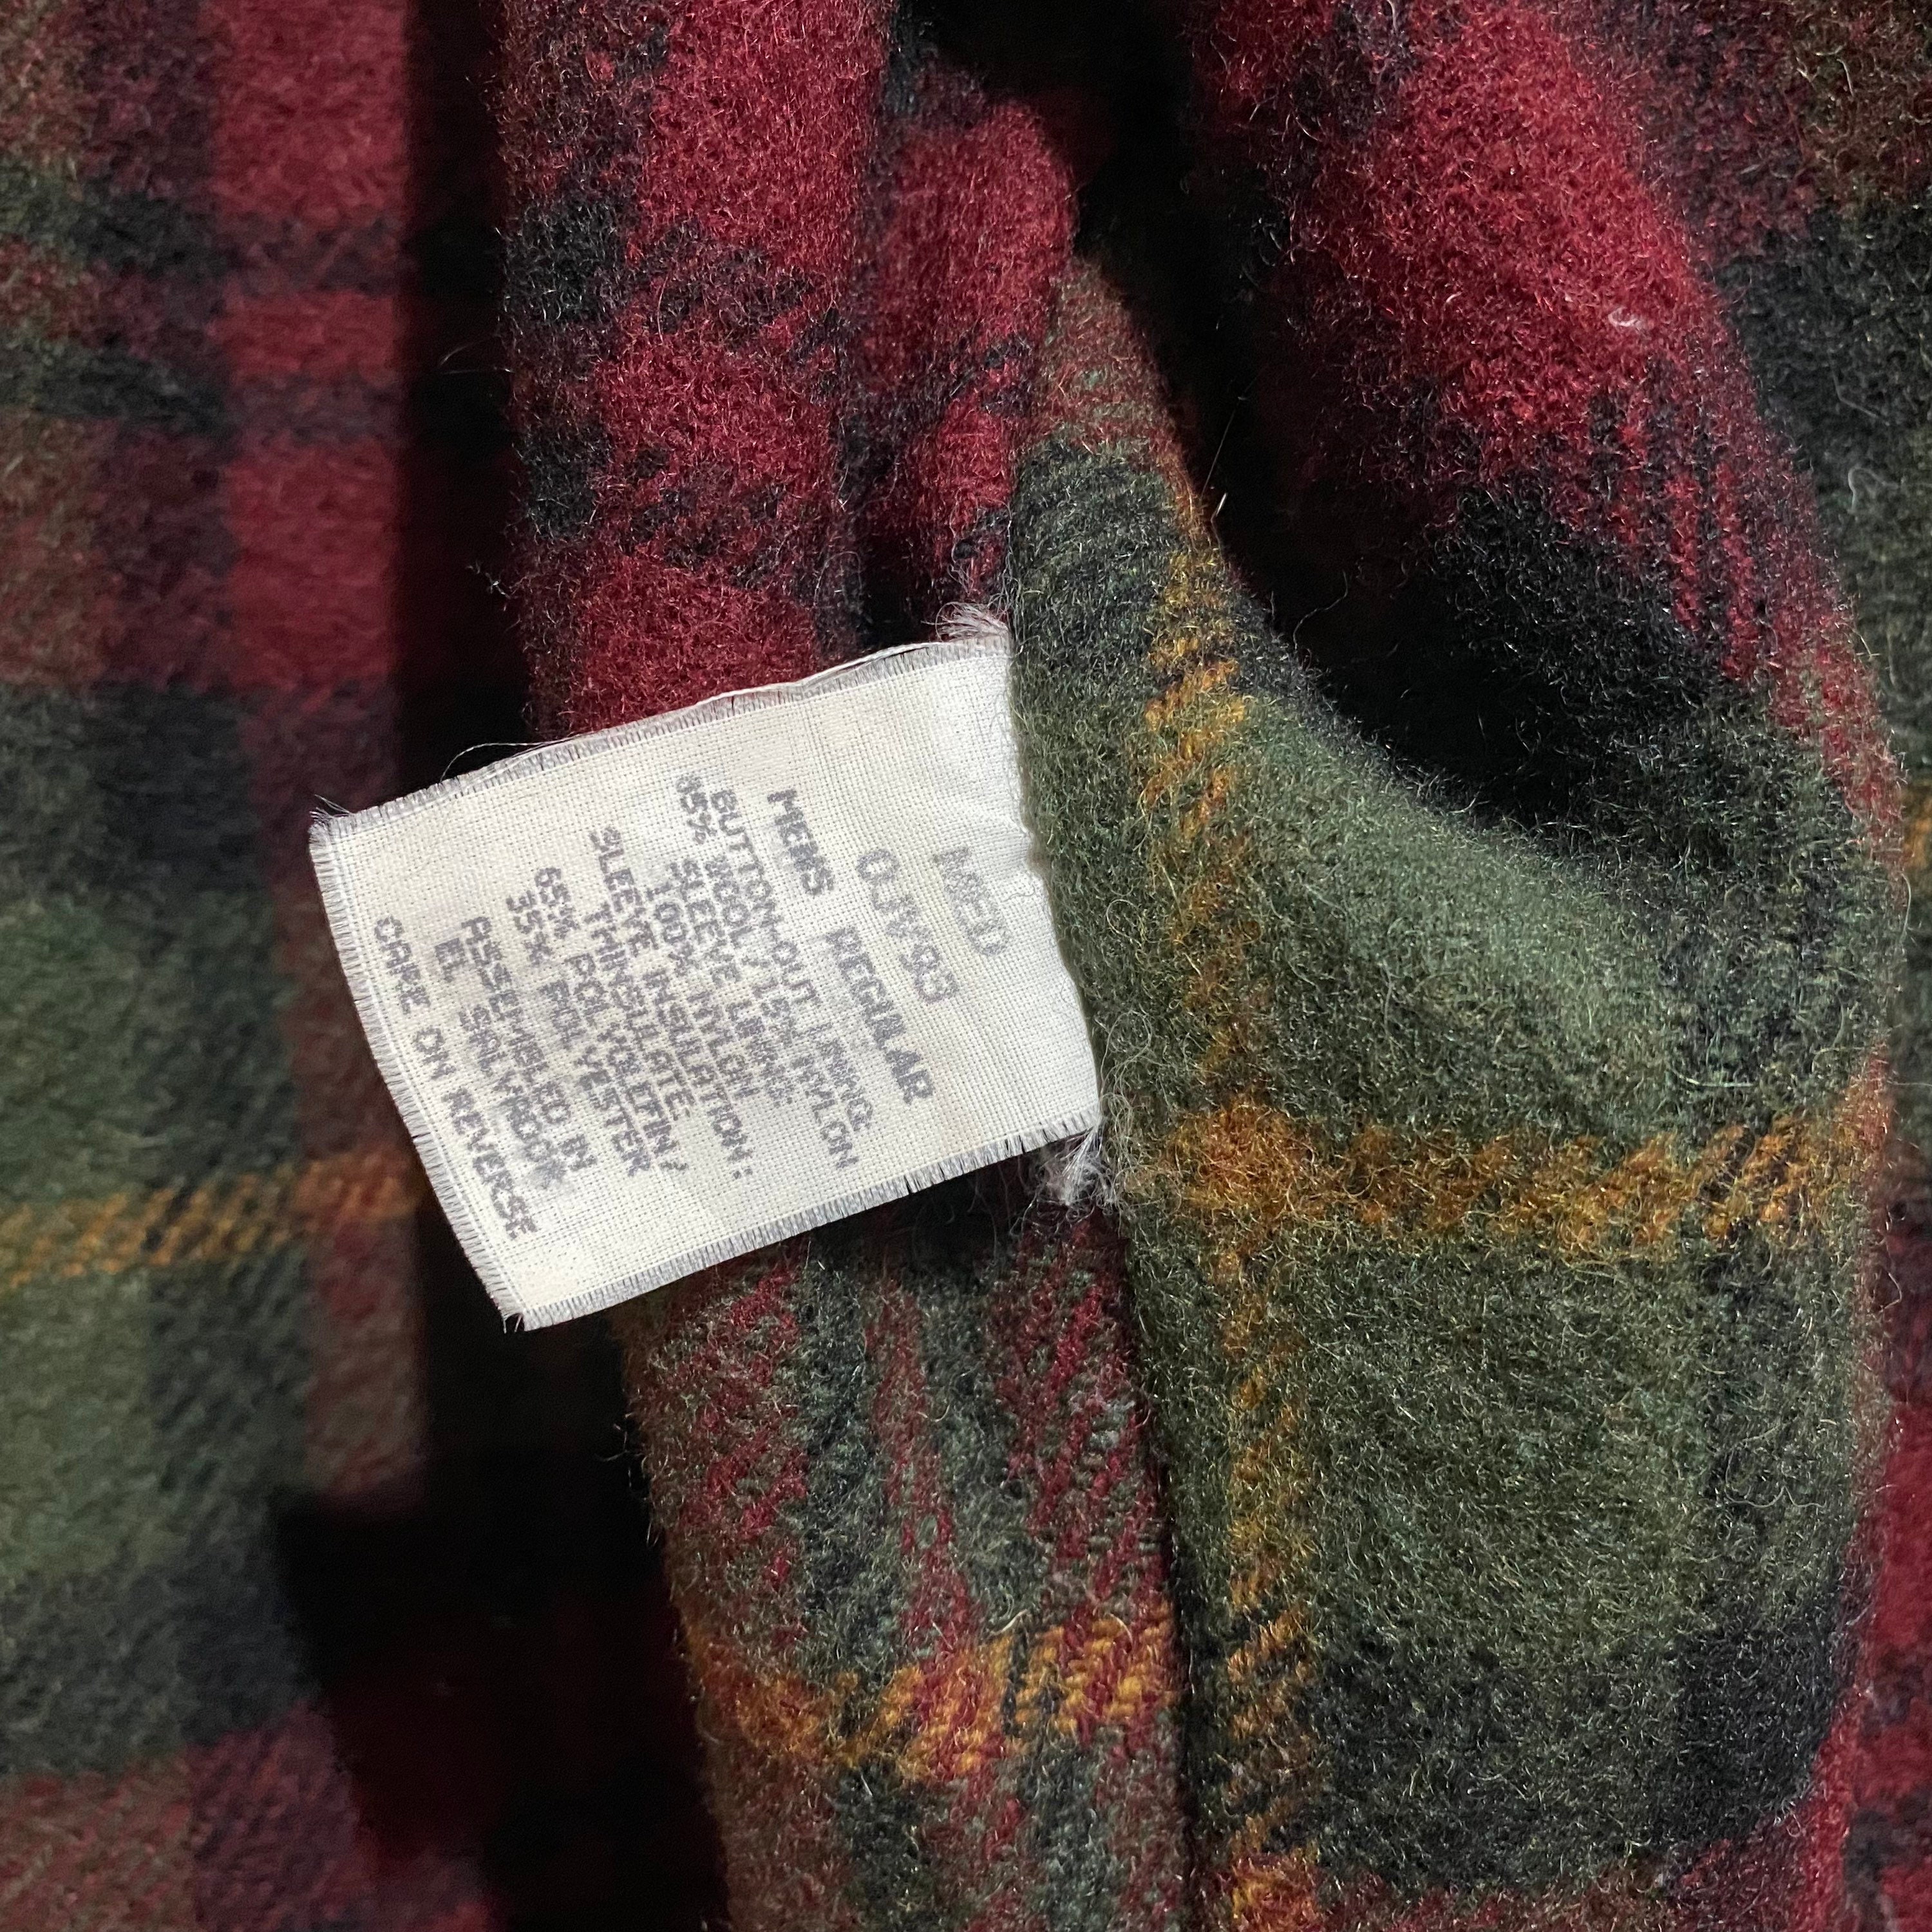 MED
OJW93
MENS REGULAR
BUTTON-OUT LINING
85% WOOL/15% NYLON
SLEEVE LINING:
100% NYLON
SLEEVE INSULATION:
THINSULATE
65% POLYOLEFIN/
35% POLYESTER
ASSEMBLED IN
EL SALVADOR
CARE ON REVERSE